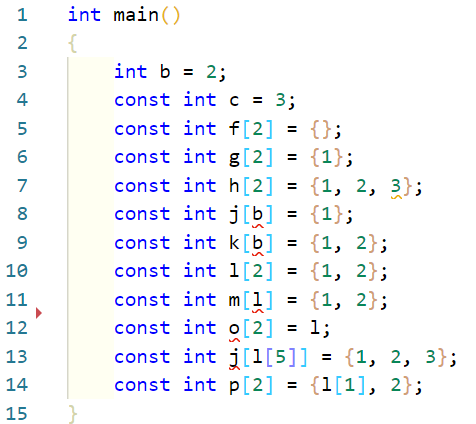 1 int main()
2 {
3     int b = 2;
4     const int c = 3;
5     const int f[2] = {};
6     const int g[2] = {1};
7     const int h[2] = {1, 2, 3};
8     const int j[b] = {1};
9     const int k[b] = {1, 2};
10     const int l[2] = {1, 2};
11     const int m[l] = {1, 2};
12     const int o[2] = l;
13     const int j[l[5]] = {1, 2, 3};
14     const int p[2] = {l[1], 2};
15 }